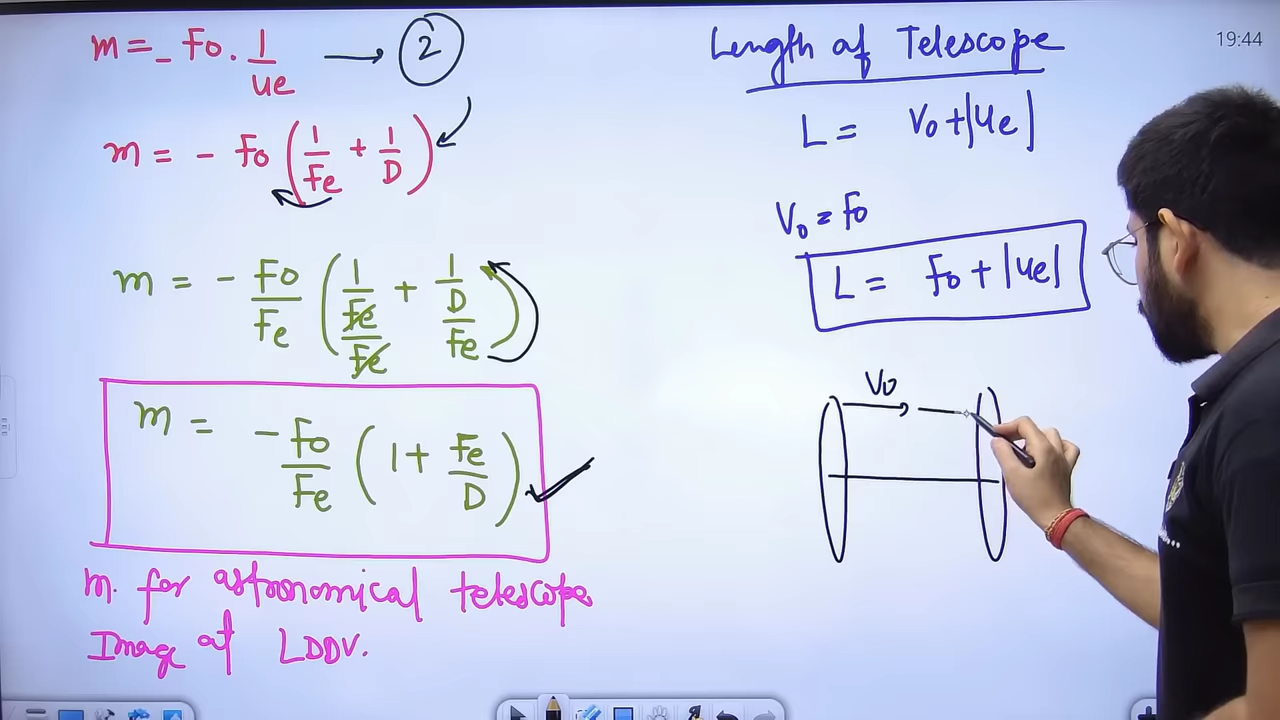 m = - Fo . 1/ue → 2
m = - Fo (1/Fe + 1/D)
m = - Fo/Fe (1/(Fe/Fe) + 1/(D/Fe))
m = - Fo/Fe (1 + Fe/D)
m. for astronomical telescope
Image at LDDV.
Length of Telescope
L = Vo + |ue|
Vo = fo
L = fo + |ue|
Vo
19:44